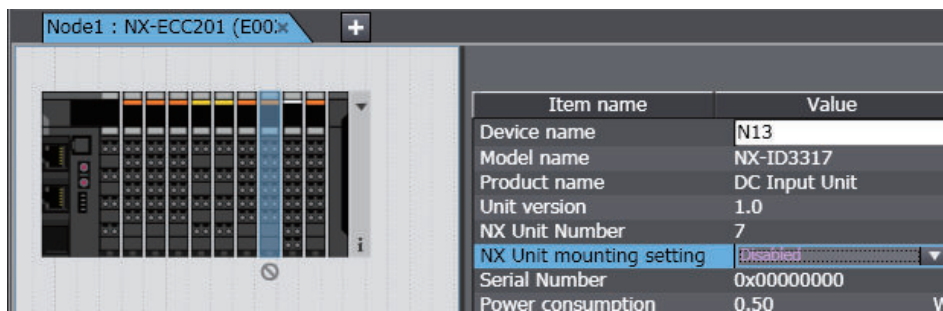 Node1 : NX-ECC201 (E00
Item name Value
Device name N13
Model name NX-ID3317
Product name DC Input Unit
Unit version 1.0
NX Unit Number 7
NX Unit mounting setting Disabled
Serial Number 0x00000000
Power consumption 0.50 W